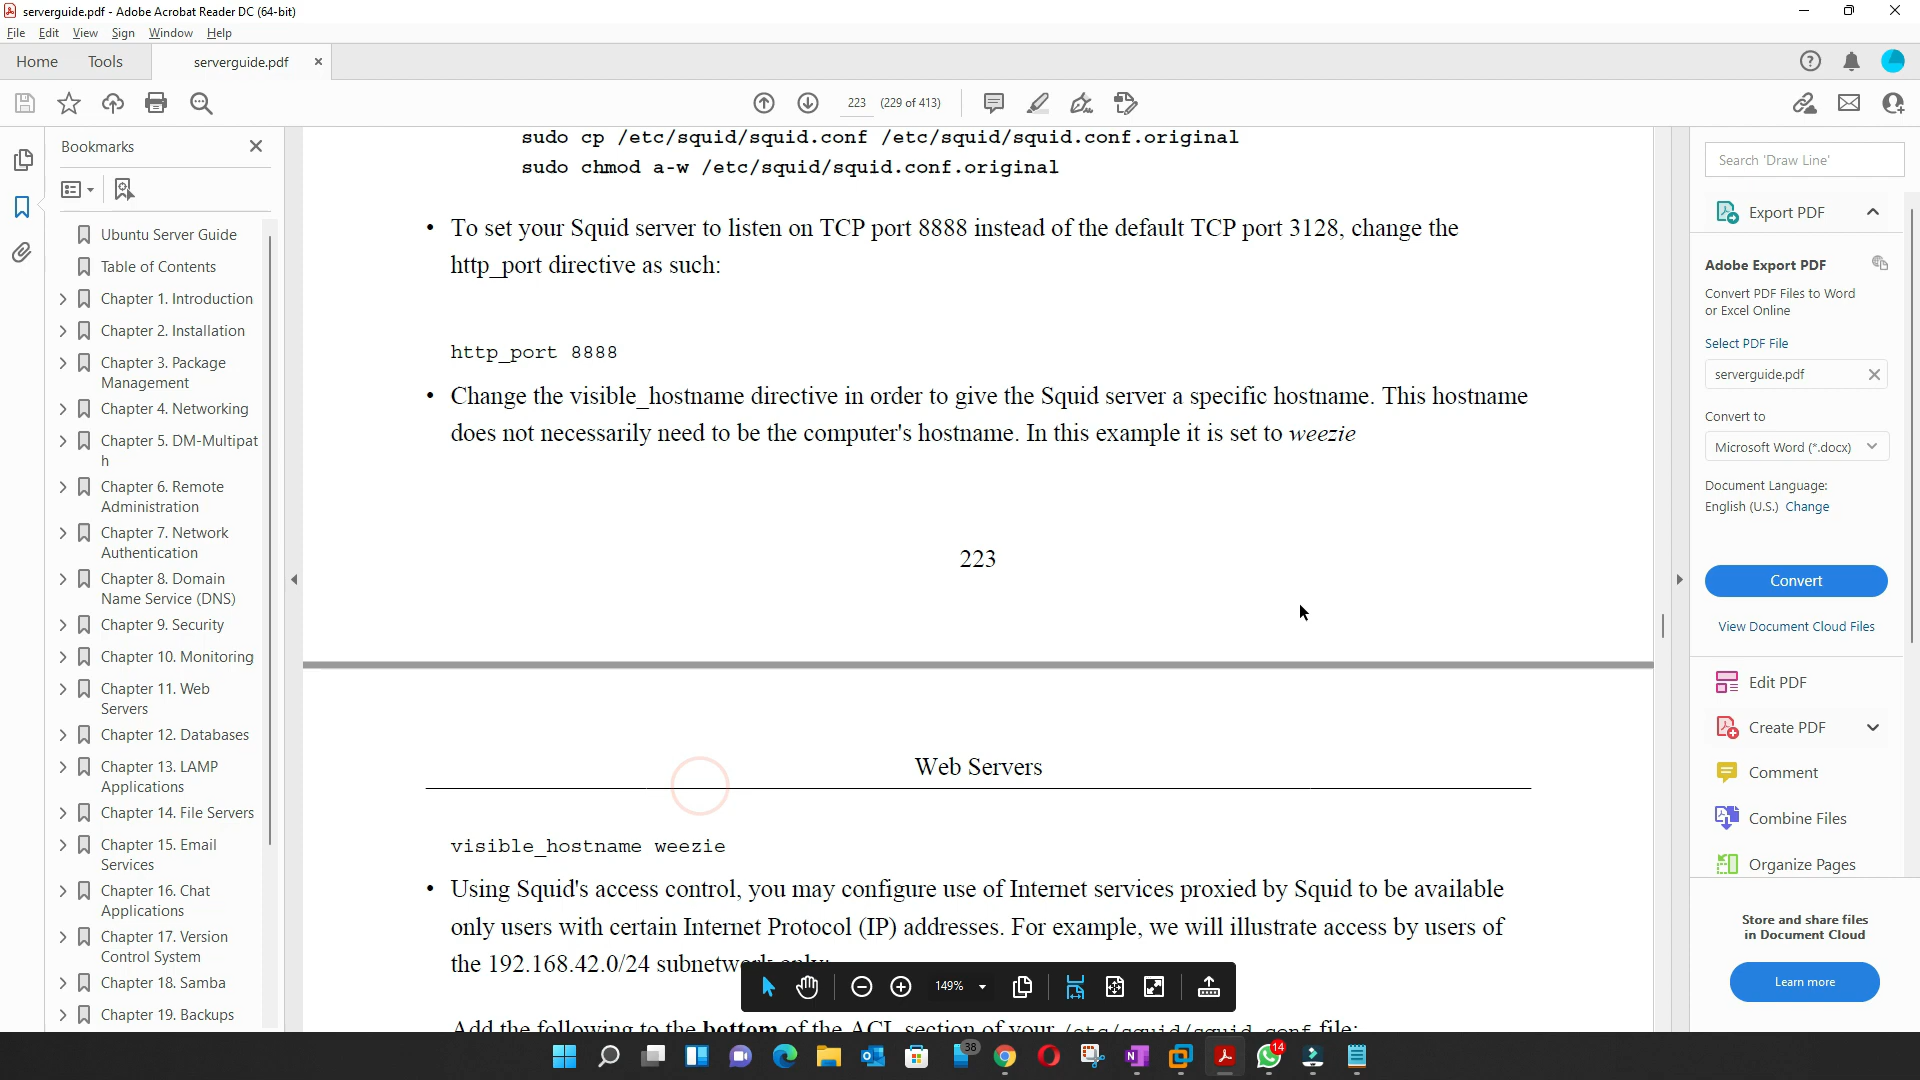 serverguide.pdf - Adobe Acrobat Reader DC (64-bit)
File Edit View Sign Window Help
Home Tools serverguide.pdf
223 (229 of 413)
Bookmarks
Ubuntu Server Guide
Table of Contents
Chapter 1. Introduction
Chapter 2. Installation
Chapter 3. Package
Management
Chapter 4. Networking
Chapter 5. DM-Multipat
h
Chapter 6. Remote
Administration
Chapter 7. Network
Authentication
Chapter 8. Domain
Name Service (DNS)
Chapter 9. Security
Chapter 10. Monitoring
Chapter 11. Web
Servers
Chapter 12. Databases
Chapter 13. LAMP
Applications
Chapter 14. File Servers
Chapter 15. Email
Services
Chapter 16. Chat
Applications
Chapter 17. Version
Control System
Chapter 18. Samba
Chapter 19. Backups
sudo cp /etc/squid/squid.conf /etc/squid/squid.conf.original
sudo chmod a-w /etc/squid/squid.conf.original
• To set your Squid server to listen on TCP port 8888 instead of the default TCP port 3128, change the
http_port directive as such:
http_port 8888
• Change the visible_hostname directive in order to give the Squid server a specific hostname. This hostname
does not necessarily need to be the computer's hostname. In this example it is set to weezie
223
Web Servers
visible_hostname weezie
• Using Squid's access control, you may configure use of Internet services proxied by Squid to be available
only users with certain Internet Protocol (IP) addresses. For example, we will illustrate access by users of
the 192.168.42.0/24 subnetwork only:
Add the following to the bottom of the ACL section of your /etc/squid/squid.conf file:
149%
Search 'Draw Line'
Export PDF
Adobe Export PDF
Convert PDF Files to Word
or Excel Online
Select PDF File
serverguide.pdf
Convert to
Microsoft Word (*.docx)
Document Language:
English (U.S.) Change
Convert
View Document Cloud Files
Edit PDF
Create PDF
Comment
Combine Files
Organize Pages
Store and share files
in Document Cloud
Learn more
38
14